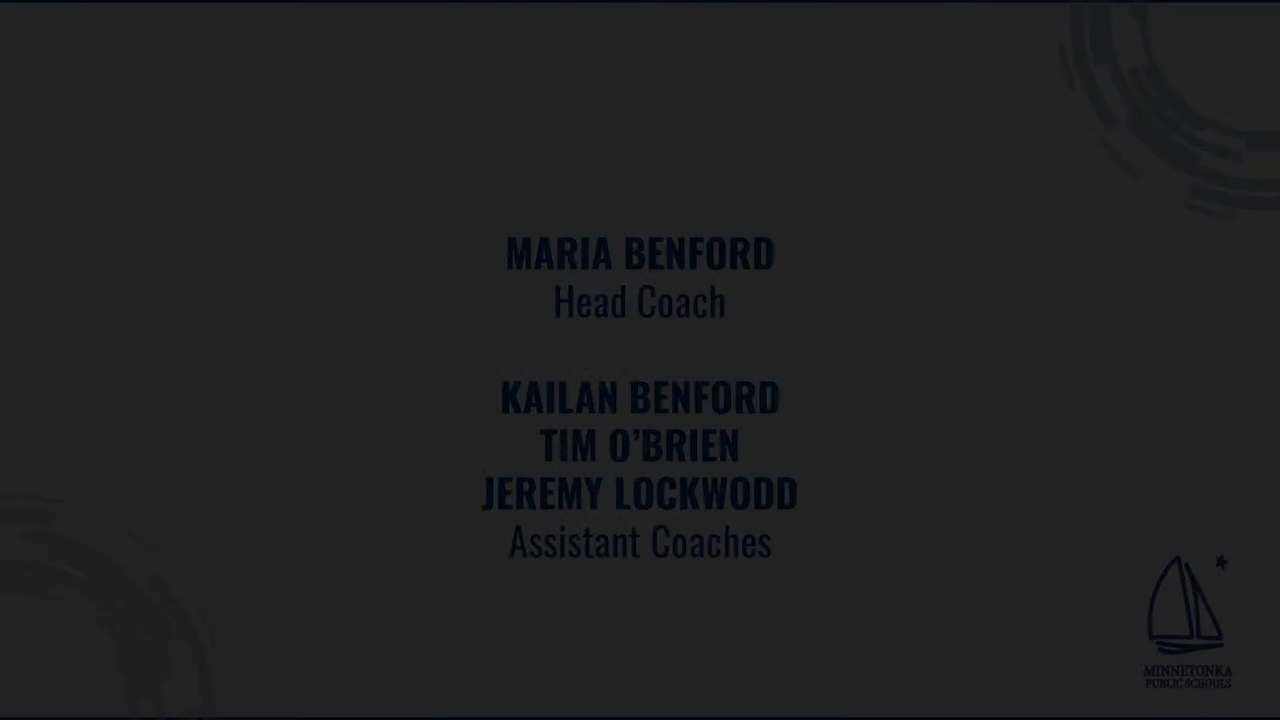 MARIA BENFORD
Head Coach
KAILAN BENFORD
TIM O’BRIEN
JEREMY LOCKWODD
Assistant Coaches
MINNETONKA
PUBLIC SCHOOLS